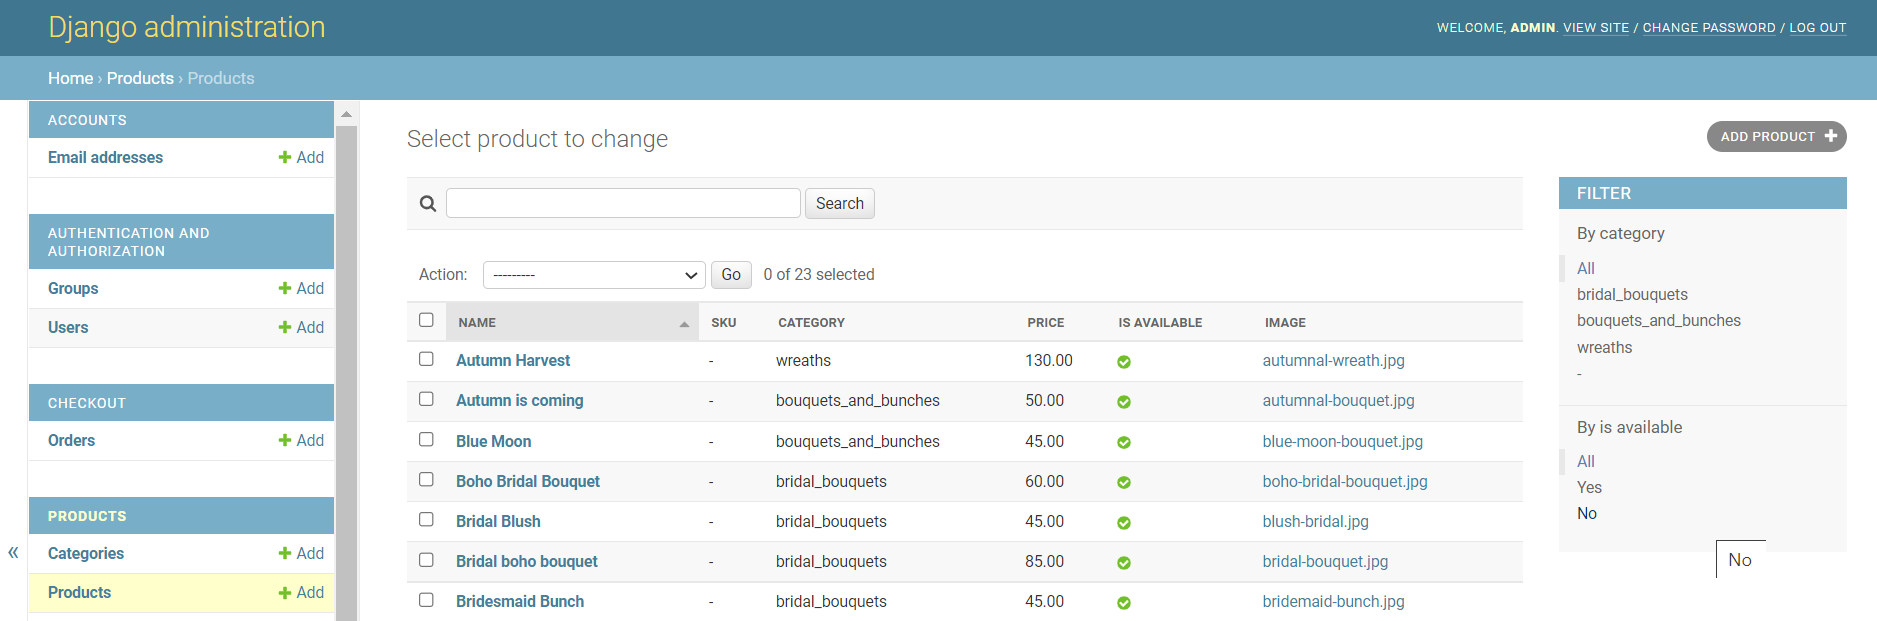 Django administration
WELCOME, ADMIN. VIEW SITE / CHANGE PASSWORD / LOG OUT
Home › Products › Products
ACCOUNTS
Email addresses Add
AUTHENTICATION AND
AUTHORIZATION
Groups Add
Users Add
CHECKOUT
Orders Add
PRODUCTS
Categories Add
Products Add
«
Select product to change
ADD PRODUCT
Search
Action: --------- Go 0 of 23 selected
NAME SKU CATEGORY PRICE IS AVAILABLE IMAGE
Autumn Harvest - wreaths 130.00 autumnal-wreath.jpg
Autumn is coming - bouquets_and_bunches 50.00 autumnal-bouquet.jpg
Blue Moon - bouquets_and_bunches 45.00 blue-moon-bouquet.jpg
Boho Bridal Bouquet - bridal_bouquets 60.00 boho-bridal-bouquet.jpg
Bridal Blush - bridal_bouquets 45.00 blush-bridal.jpg
Bridal boho bouquet - bridal_bouquets 85.00 bridal-bouquet.jpg
Bridesmaid Bunch - bridal_bouquets 45.00 bridemaid-bunch.jpg
FILTER
By category
All
bridal_bouquets
bouquets_and_bunches
wreaths
-
By is available
All
Yes
No
No